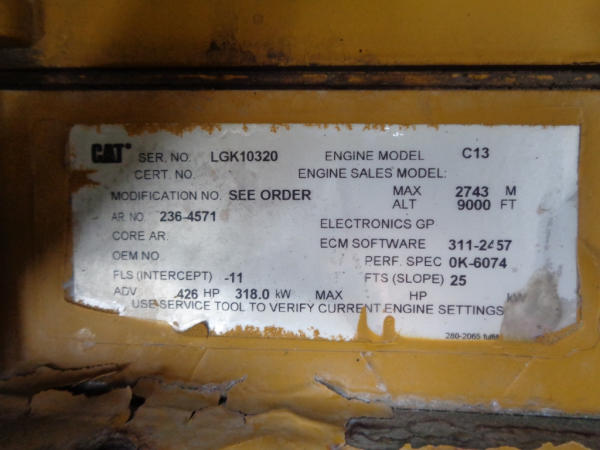 CAT SER. NO. LGK10320 ENGINE MODEL C13
CERT. NO. ENGINE SALES MODEL:
MODIFICATION NO. SEE ORDER MAX 2743 M
ALT 9000 FT
AR. NO. 236-4571 ELECTRONICS GP
CORE AR. ECM SOFTWARE 311-2457
OEM NO. PERF. SPEC 0K-6074
FLS (INTERCEPT) -11 FTS (SLOPE) 25
ADV 426 HP 318.0 kW MAX HP kW
USE SERVICE TOOL TO VERIFY CURRENT ENGINE SETTINGS
280-2065